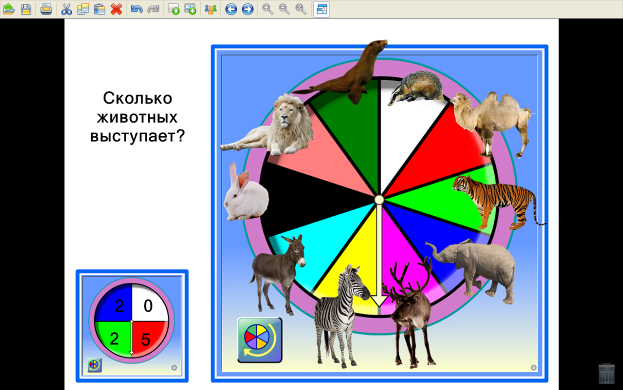 Сколько
животных
выступает?
2 0
2 5